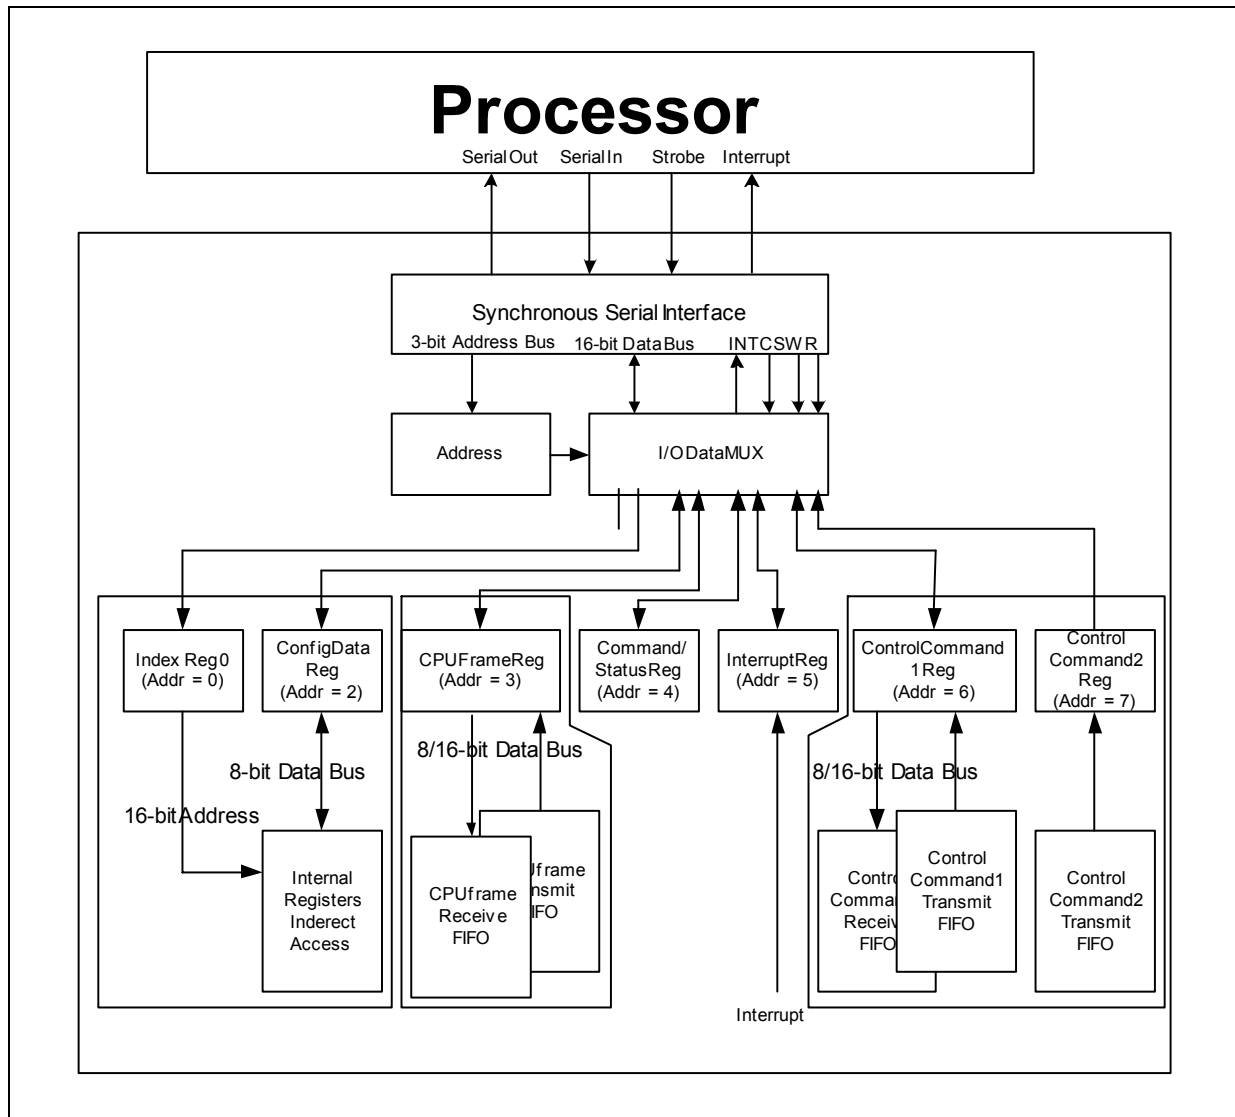 Processor
SerialOut SerialIn Strobe Interrupt
Synchronous Serial Interface
3-bit Address Bus 16-bit DataBus INTCSWR
Address
I/ODataMUX
Index Reg0
(Addr = 0)
ConfigData
Reg
(Addr = 2)
CPUFrameReg
(Addr = 3)
Command/
StatusReg
(Addr = 4)
InterruptReg
(Addr = 5)
ControlCommand
1Reg
(Addr = 6)
Control
Command2
Reg
(Addr = 7)
8-bit Data Bus
16-bitAddress
8/16-bit Data Bus
8/16-bit Data Bus
Internal
Registers
Inderect
Access
CPUframe
Receive
FIFO
Control
Command1
Transmit
FIFO
FIFO
Control
Command2
Transmit
FIFO
Interrupt